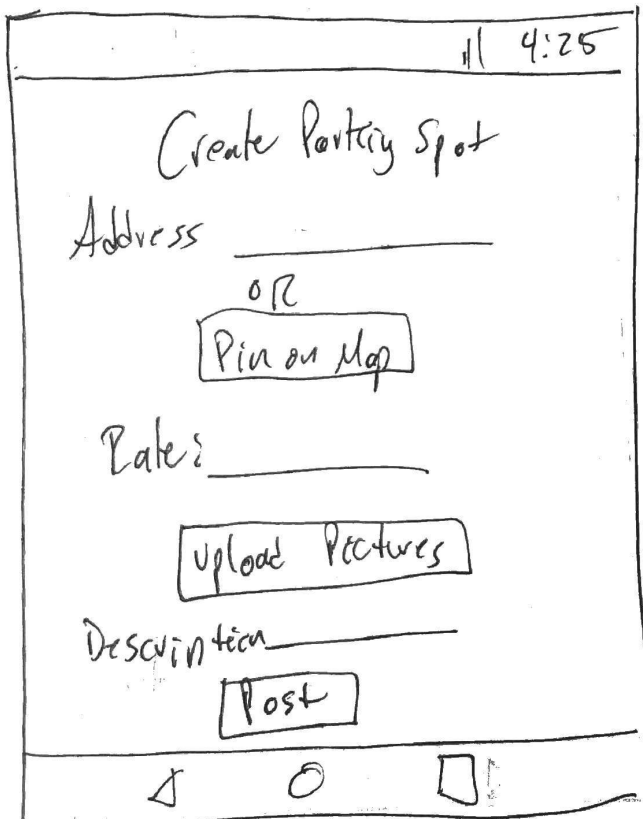 4:25
Create Parking Spot
Address
OR
Pin on Map
Rate:
Upload Pictures
Description
Post